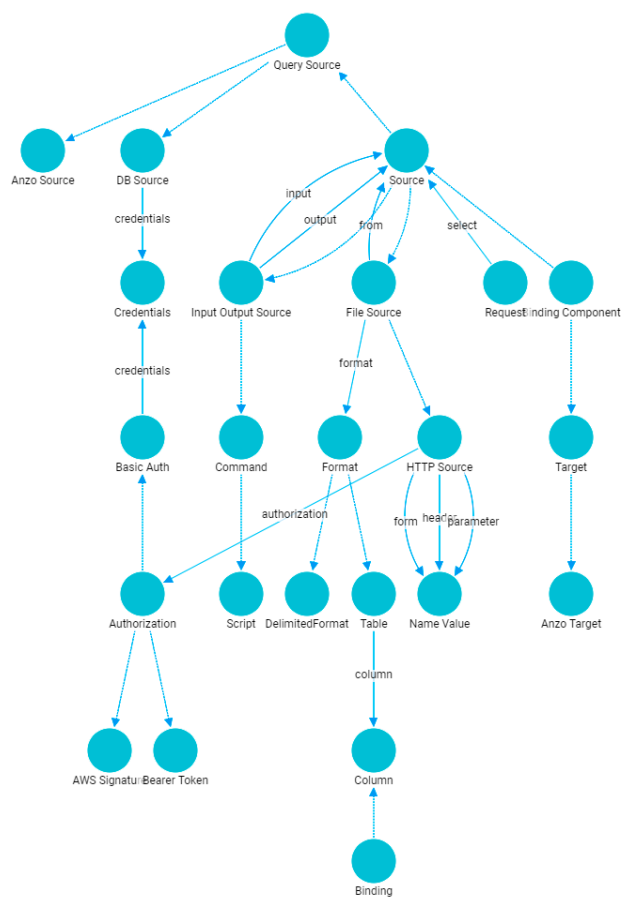 Query Source
Anzo Source
DB Source
Source
input
output
from
select
credentials
Credentials
Input Output Source
File Source
Request
Binding Component
credentials
format
Basic Auth
Command
Format
HTTP Source
Target
authorization
form
header
parameter
Authorization
Script
DelimitedFormat
Table
Name Value
Anzo Target
column
AWS Signature
Bearer Token
Column
Binding